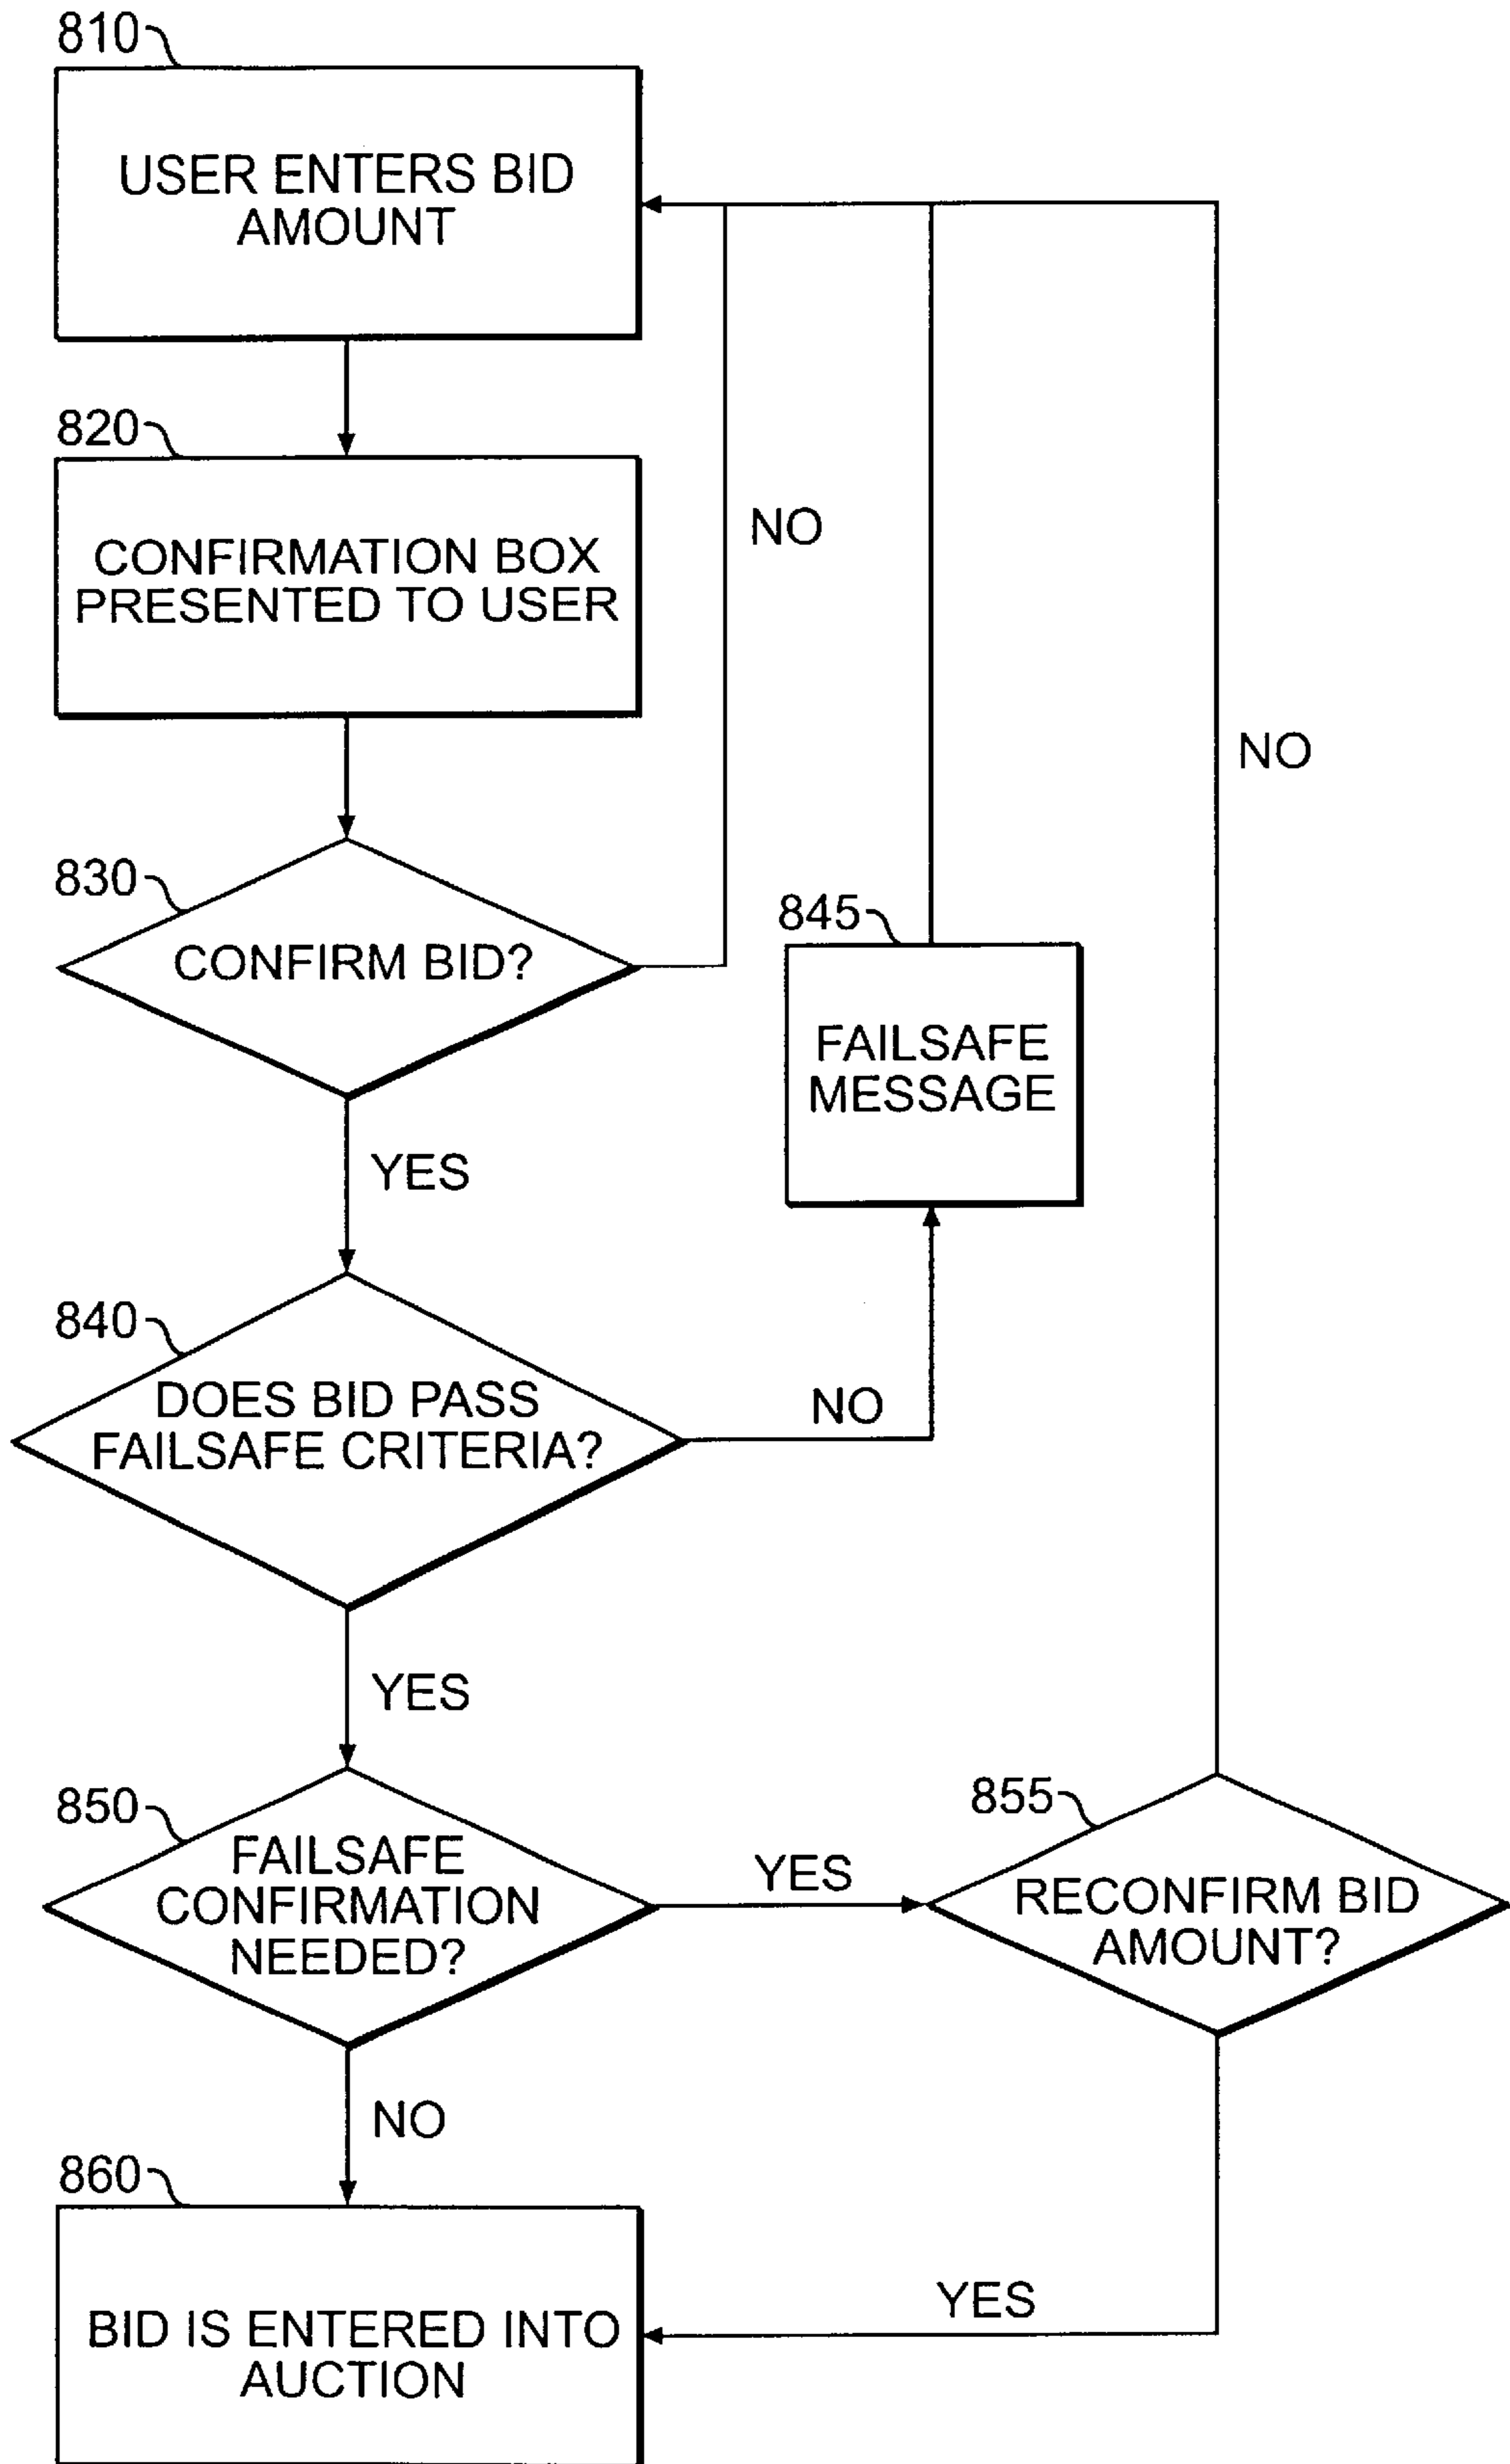 810
USER ENTERS BID
AMOUNT
820
CONFIRMATION BOX
PRESENTED TO USER
NO
NO
830
CONFIRM BID?
845
FAILSAFE
MESSAGE
YES
840
DOES BID PASS
FAILSAFE CRITERIA?
NO
YES
850
FAILSAFE
CONFIRMATION
NEEDED?
YES
855
RECONFIRM BID
AMOUNT?
NO
860
BID IS ENTERED INTO
AUCTION
YES